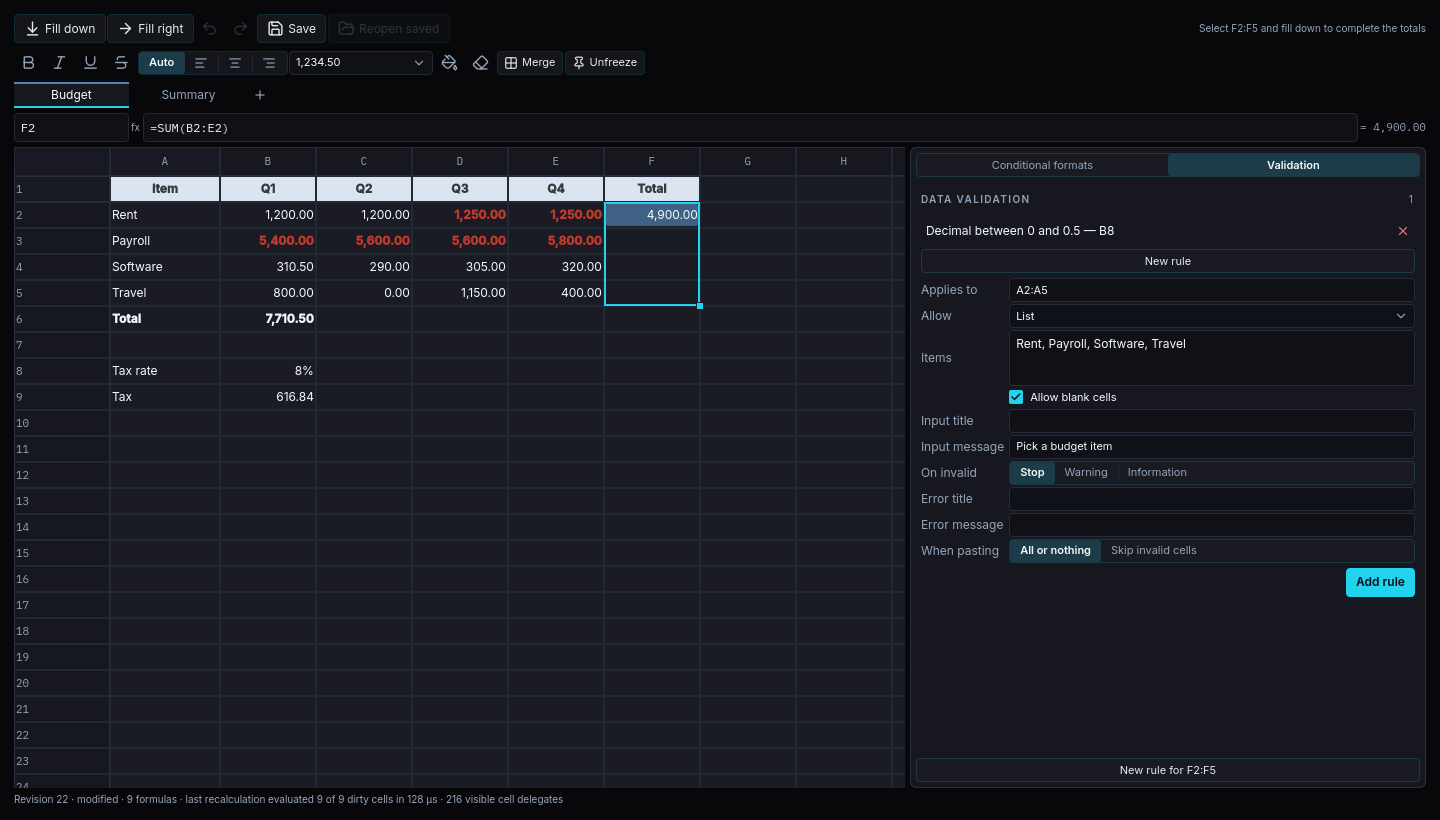 Fill down Fill right Save Reopen saved Select F2:F5 and fill down to complete the totals
B I U S Auto 1,234.50 Merge Unfreeze
Budget Summary +
F2 fx =SUM(B2:E2) = 4,900.00
A B C D E F G H
1 Item Q1 Q2 Q3 Q4 Total
2 Rent 1,200.00 1,200.00 1,250.00 1,250.00 4,900.00
3 Payroll 5,400.00 5,600.00 5,600.00 5,800.00
4 Software 310.50 290.00 305.00 320.00
5 Travel 800.00 0.00 1,150.00 400.00
6 Total 7,710.50
7
8 Tax rate 8%
9 Tax 616.84
10
11
12
13
14
15
16
17
18
19
20
21
22
23
24
Conditional formats Validation
DATA VALIDATION 1
Decimal between 0 and 0.5 — B8
New rule
Applies to A2:A5
Allow List
Items Rent, Payroll, Software, Travel
Allow blank cells
Input title
Input message Pick a budget item
On invalid Stop Warning Information
Error title
Error message
When pasting All or nothing Skip invalid cells
Add rule
New rule for F2:F5
Revision 22 · modified · 9 formulas · last recalculation evaluated 9 of 9 dirty cells in 128 µs · 216 visible cell delegates